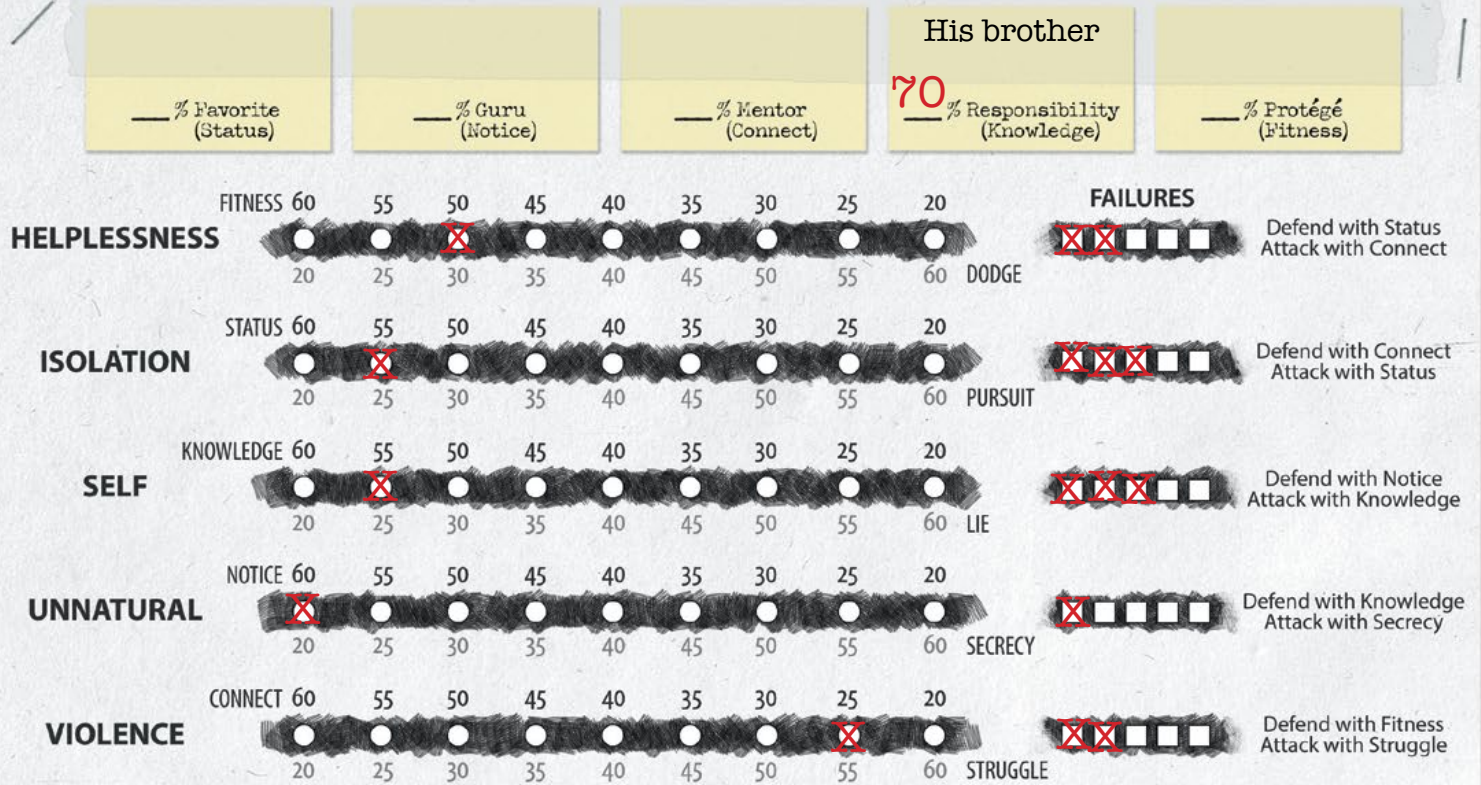 His brother
___% Favorite
(Status)
___% Guru
(Notice)
___% Mentor
(Connect)
70
___% Responsibility
(Knowledge)
___% Protégé
(Fitness)
FITNESS 60 55 50 45 40 35 30 25 20
FAILURES
HELPLESSNESS
X
X X
Defend with Status
Attack with Connect
20 25 30 35 40 45 50 55 60 DODGE
STATUS 60 55 50 45 40 35 30 25 20
ISOLATION
X
X X X
Defend with Connect
Attack with Status
20 25 30 35 40 45 50 55 60 PURSUIT
KNOWLEDGE 60 55 50 45 40 35 30 25 20
SELF
X
X X X
Defend with Notice
Attack with Knowledge
20 25 30 35 40 45 50 55 60 LIE
NOTICE 60 55 50 45 40 35 30 25 20
UNNATURAL
X
X
Defend with Knowledge
Attack with Secrecy
20 25 30 35 40 45 50 55 60 SECRECY
CONNECT 60 55 50 45 40 35 30 25 20
VIOLENCE
X
X X
Defend with Fitness
Attack with Struggle
20 25 30 35 40 45 50 55 60 STRUGGLE